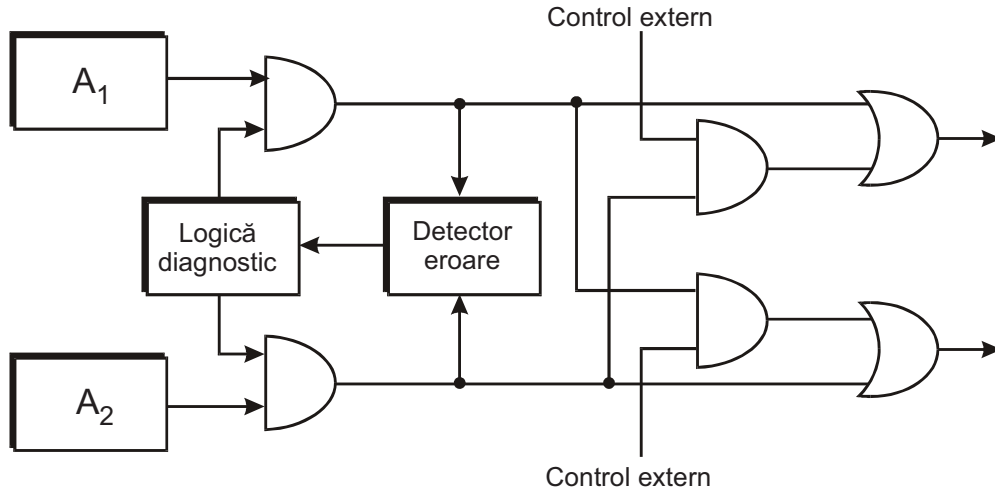 Control extern
A₁
Logică
diagnostic
Detector
eroare
A₂
Control extern